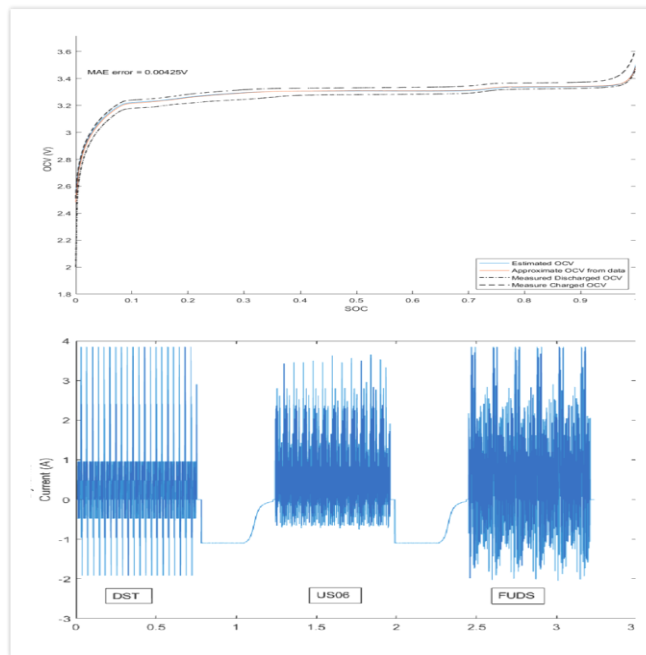 3.6
MAE error = 0.00425V
3.4
3.2
3
OCV (V)
2.8
2.6
2.4
2.2
2
Estimated OCV
Approximate OCV from data
Measured Discharged OCV
Measure Charged OCV
1.8
0 0.1 0.2 0.3 0.4 0.5 0.6 0.7 0.8 0.9
SOC
4
3
2
1
Current (A)
0
-1
-2
DST US06 FUDS
-3
0 0.5 1 1.5 2 2.5 3 3